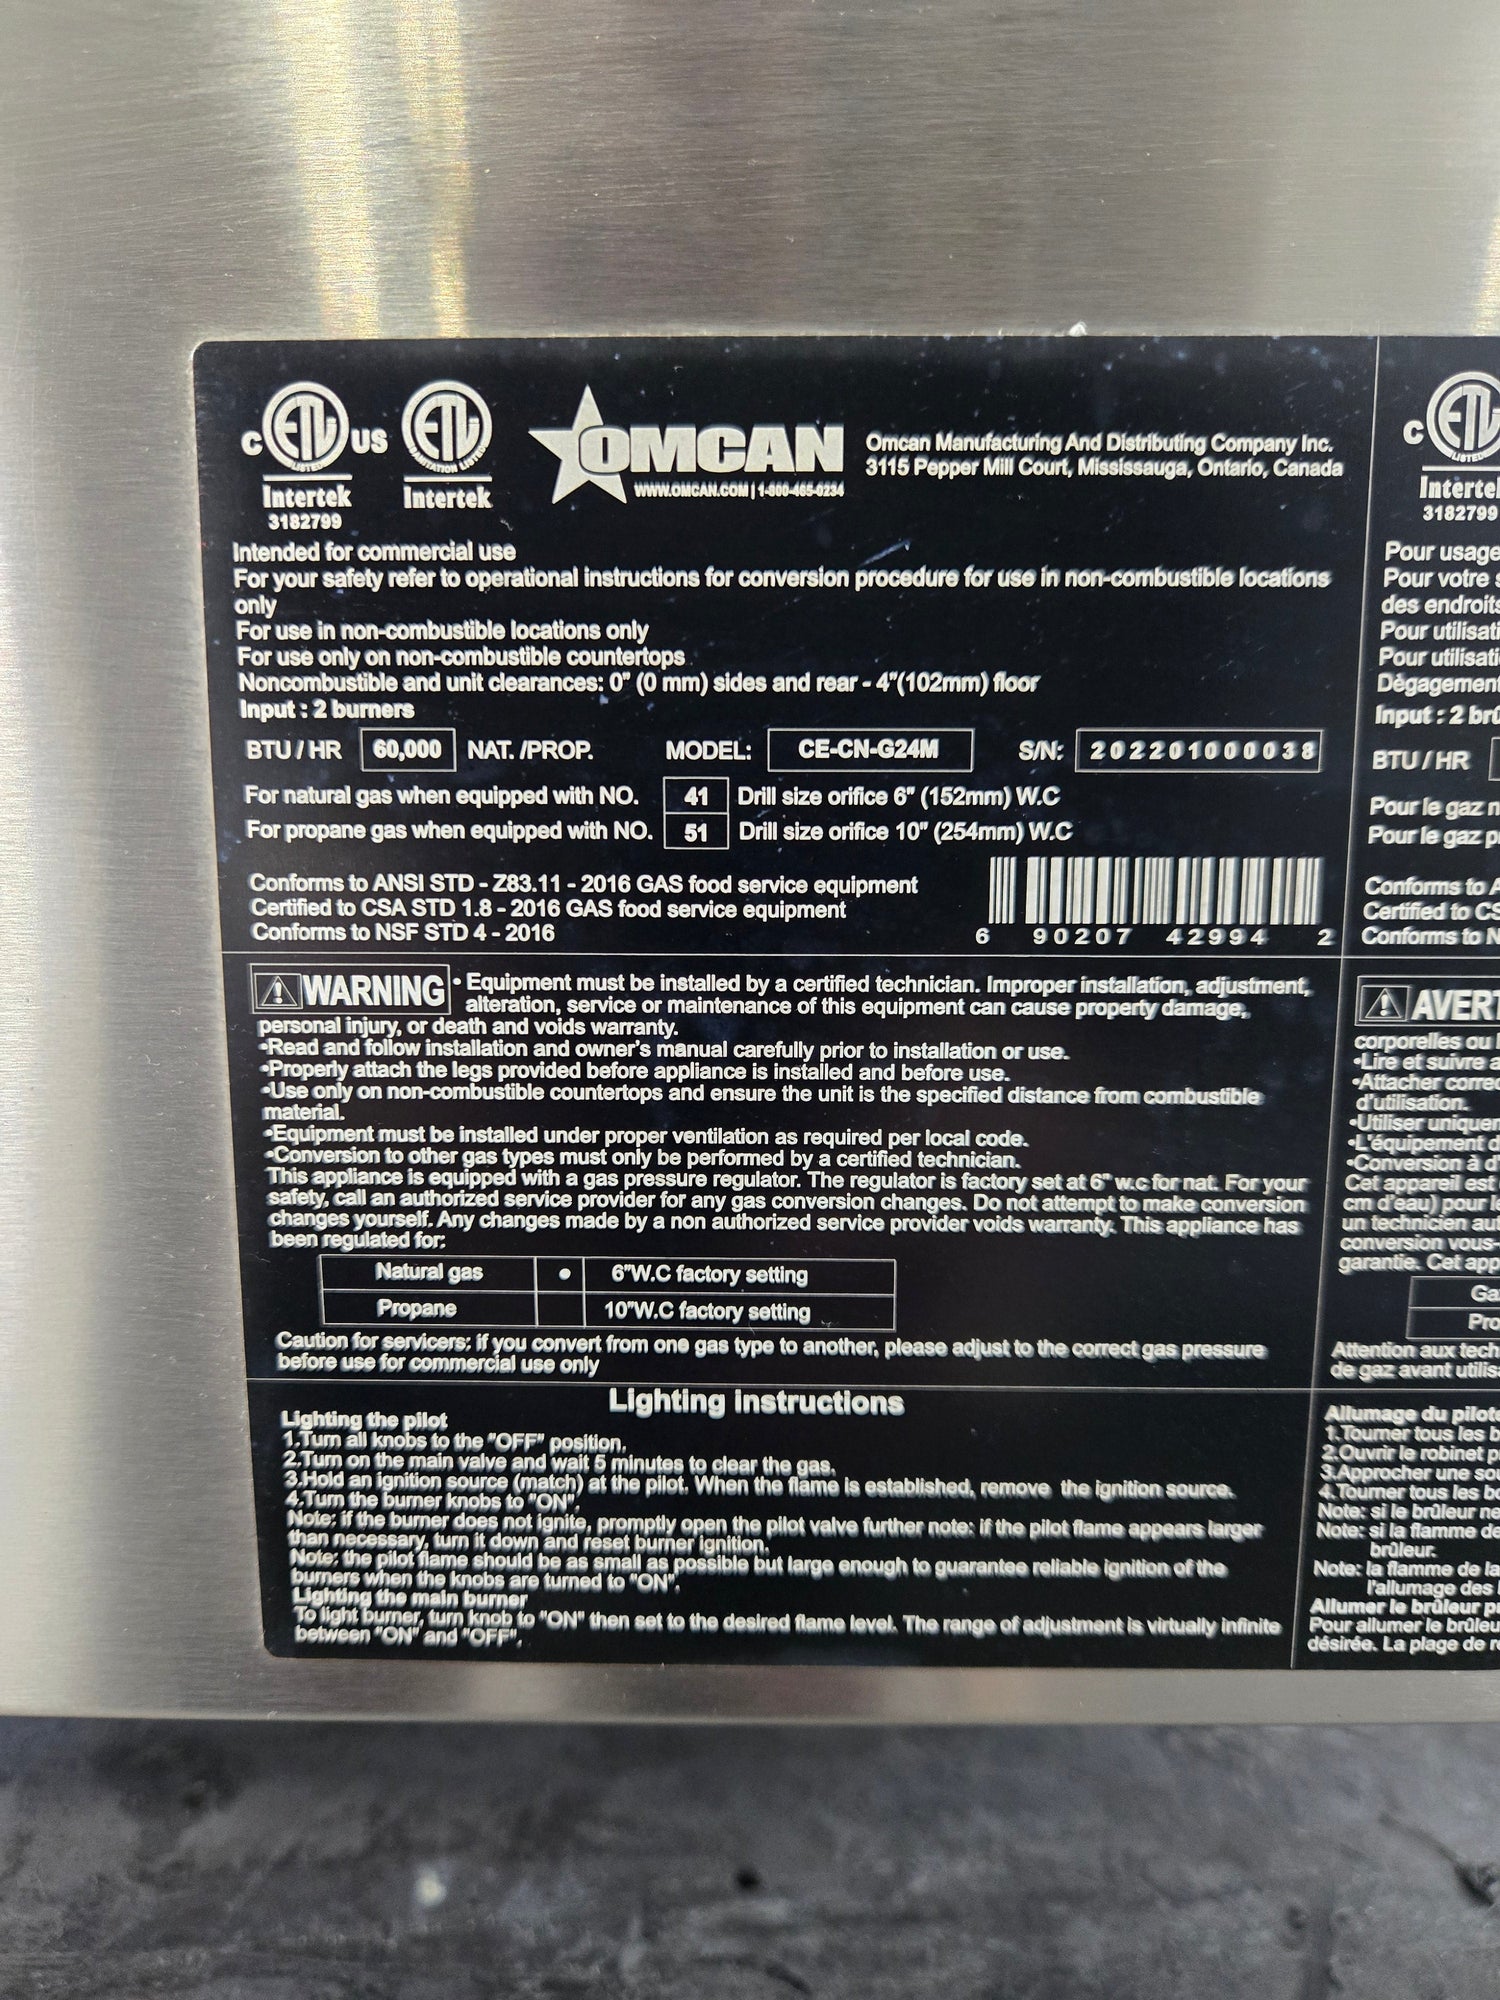 C ETL US
LISTED
Intertek
3182799
ETL
SANITATION LISTED
Intertek
OMCAN
WWW.OMCAN.COM | 1-800-465-0234
Omcan Manufacturing And Distributing Company Inc.
3115 Pepper Mill Court, Mississauga, Ontario, Canada
Intended for commercial use
For your safety refer to operational instructions for conversion procedure for use in non-combustible locations
only
For use in non-combustible locations only
For use only on non-combustible countertops
Noncombustible and unit clearances: 0" (0 mm) sides and rear - 4"(102mm) floor
Input : 2 burners
BTU / HR 60,000 NAT. /PROP. MODEL: CE-CN-G24M S/N: 202201000038
For natural gas when equipped with NO. 41 Drill size orifice 6" (152mm) W.C
For propane gas when equipped with NO. 51 Drill size orifice 10" (254mm) W.C
Conforms to ANSI STD - Z83.11 - 2016 GAS food service equipment
Certified to CSA STD 1.8 - 2016 GAS food service equipment
Conforms to NSF STD 4 - 2016
6 90207 42994 2
WARNING • Equipment must be installed by a certified technician. Improper installation, adjustment,
alteration, service or maintenance of this equipment can cause property damage,
personal injury, or death and voids warranty.
•Read and follow installation and owner's manual carefully prior to installation or use.
•Properly attach the legs provided before appliance is installed and before use.
•Use only on non-combustible countertops and ensure the unit is the specified distance from combustible
material.
•Equipment must be installed under proper ventilation as required per local code.
•Conversion to other gas types must only be performed by a certified technician.
This appliance is equipped with a gas pressure regulator. The regulator is factory set at 6" w.c for nat. For your
safety, call an authorized service provider for any gas conversion changes. Do not attempt to make conversion
changes yourself. Any changes made by a non authorized service provider voids warranty. This appliance has
been regulated for:
Natural gas • 6"W.C factory setting
Propane 10"W.C factory setting
Caution for servicers: if you convert from one gas type to another, please adjust to the correct gas pressure
before use for commercial use only
Lighting instructions
Lighting the pilot
1.Turn all knobs to the "OFF" position.
2.Turn on the main valve and wait 5 minutes to clear the gas.
3.Hold an ignition source (match) at the pilot. When the flame is established, remove the ignition source.
4.Turn the burner knobs to "ON".
Note: if the burner does not ignite, promptly open the pilot valve further note: if the pilot flame appears larger
than necessary, turn it down and reset burner ignition.
Note: the pilot flame should be as small as possible but large enough to guarantee reliable ignition of the
burners when the knobs are turned to "ON".
Lighting the main burner
To light burner, turn knob to "ON" then set to the desired flame level. The range of adjustment is virtually infinite
between "ON" and "OFF".
C ETL
LISTED
Intertek
3182799
Pour usage
Pour votre
des endroits
Pour utilisati
Pour utilisati
Dégagement
Input : 2 brû
BTU / HR
Pour le gaz n
Pour le gaz p
Conforms to A
Certified to CS
Conforms to N
AVERT
corporelles ou
•Lire et suivre a
•Attacher correc
d'utilisation.
•Utiliser uniquem
•L'équipement d
•Conversion à d'
Cet appareil est
cm d'eau) pour le
un technicien aut
conversion vous-
garantie. Cet app
Ga
Pro
Attention aux tech
de gaz avant utilis
Allumage du pilote
1.Tourner tous les b
2.Ouvrir le robinet p
3.Approcher une sou
4.Tourner tous les bo
Note: si le brûleur ne
Note: si la flamme de
brûleur.
Note: la flamme de la
l'allumage des
Allumer le brûleur p
Pour allumer le brûleu
désirée. La plage de r